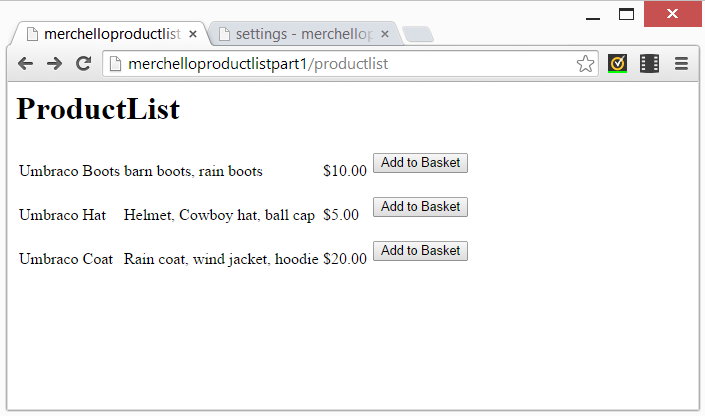 merchelloproductlist settings - merchellop
merchelloproductlistpart1/productlist
ProductList
Umbraco Boots barn boots, rain boots $10.00 Add to Basket
Umbraco Hat Helmet, Cowboy hat, ball cap $5.00 Add to Basket
Umbraco Coat Rain coat, wind jacket, hoodie $20.00 Add to Basket